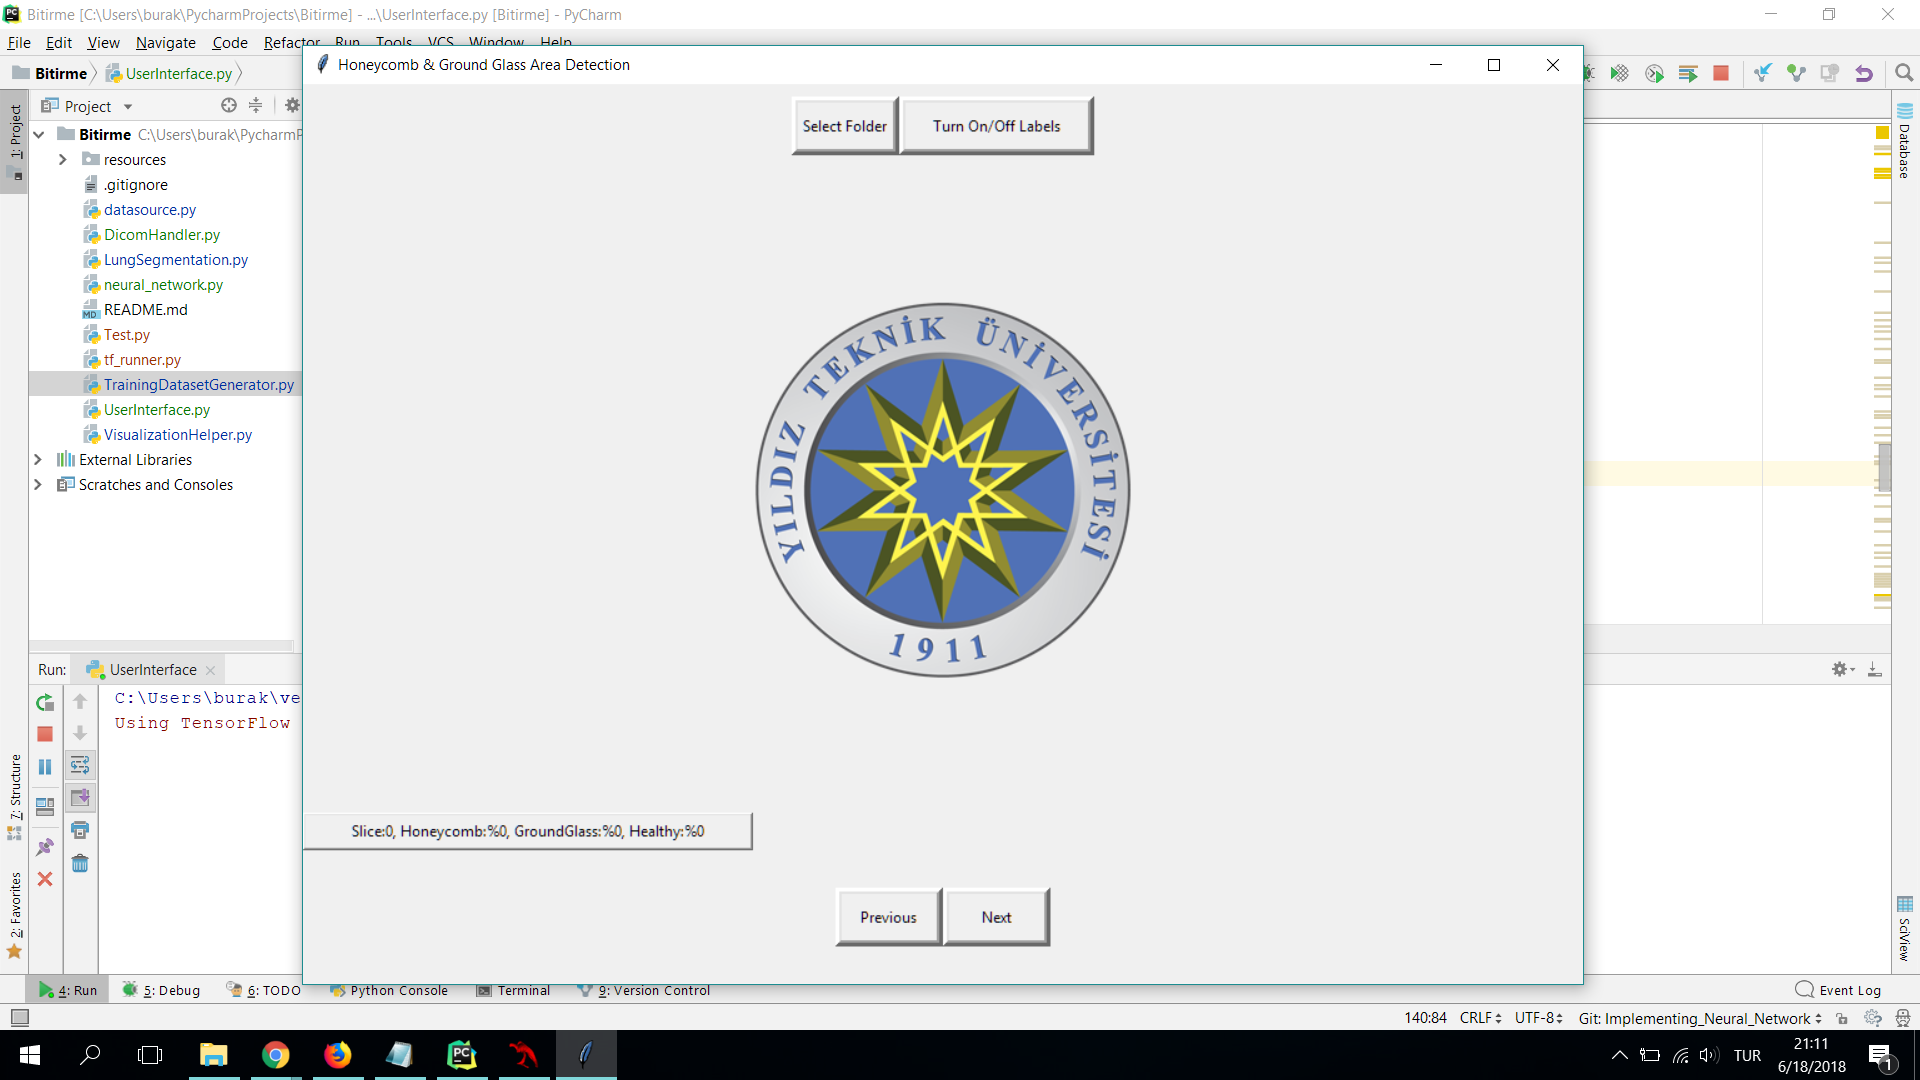 Bitirme [C:\Users\burak\PycharmProjects\Bitirme] - ...\UserInterface.py [Bitirme] - PyCharm
File Edit View Navigate Code Refactor Run Tools VCS Window Help
Bitirme UserInterface.py
Honeycomb & Ground Glass Area Detection
Project
1: Project
Bitirme C:\Users\burak\PycharmP
resources
.gitignore
datasource.py
DicomHandler.py
LungSegmentation.py
neural_network.py
MD README.md
Test.py
tf_runner.py
TrainingDatasetGenerator.py
UserInterface.py
VisualizationHelper.py
External Libraries
Scratches and Consoles
Select Folder Turn On/Off Labels
YILDIZ TEKNİK ÜNİVERSİTESİ
1911
Slice:0, Honeycomb:%0, GroundGlass:%0, Healthy:%0
Previous Next
Database
SciView
Run: UserInterface
C:\Users\burak\ve
Using TensorFlow
7: Structure
2: Favorites
4: Run 5: Debug 6: TODO Python Console Terminal 9: Version Control Event Log
140:84 CRLF UTF-8 Git: Implementing_Neural_Network
PC TUR 21:11
6/18/2018
1